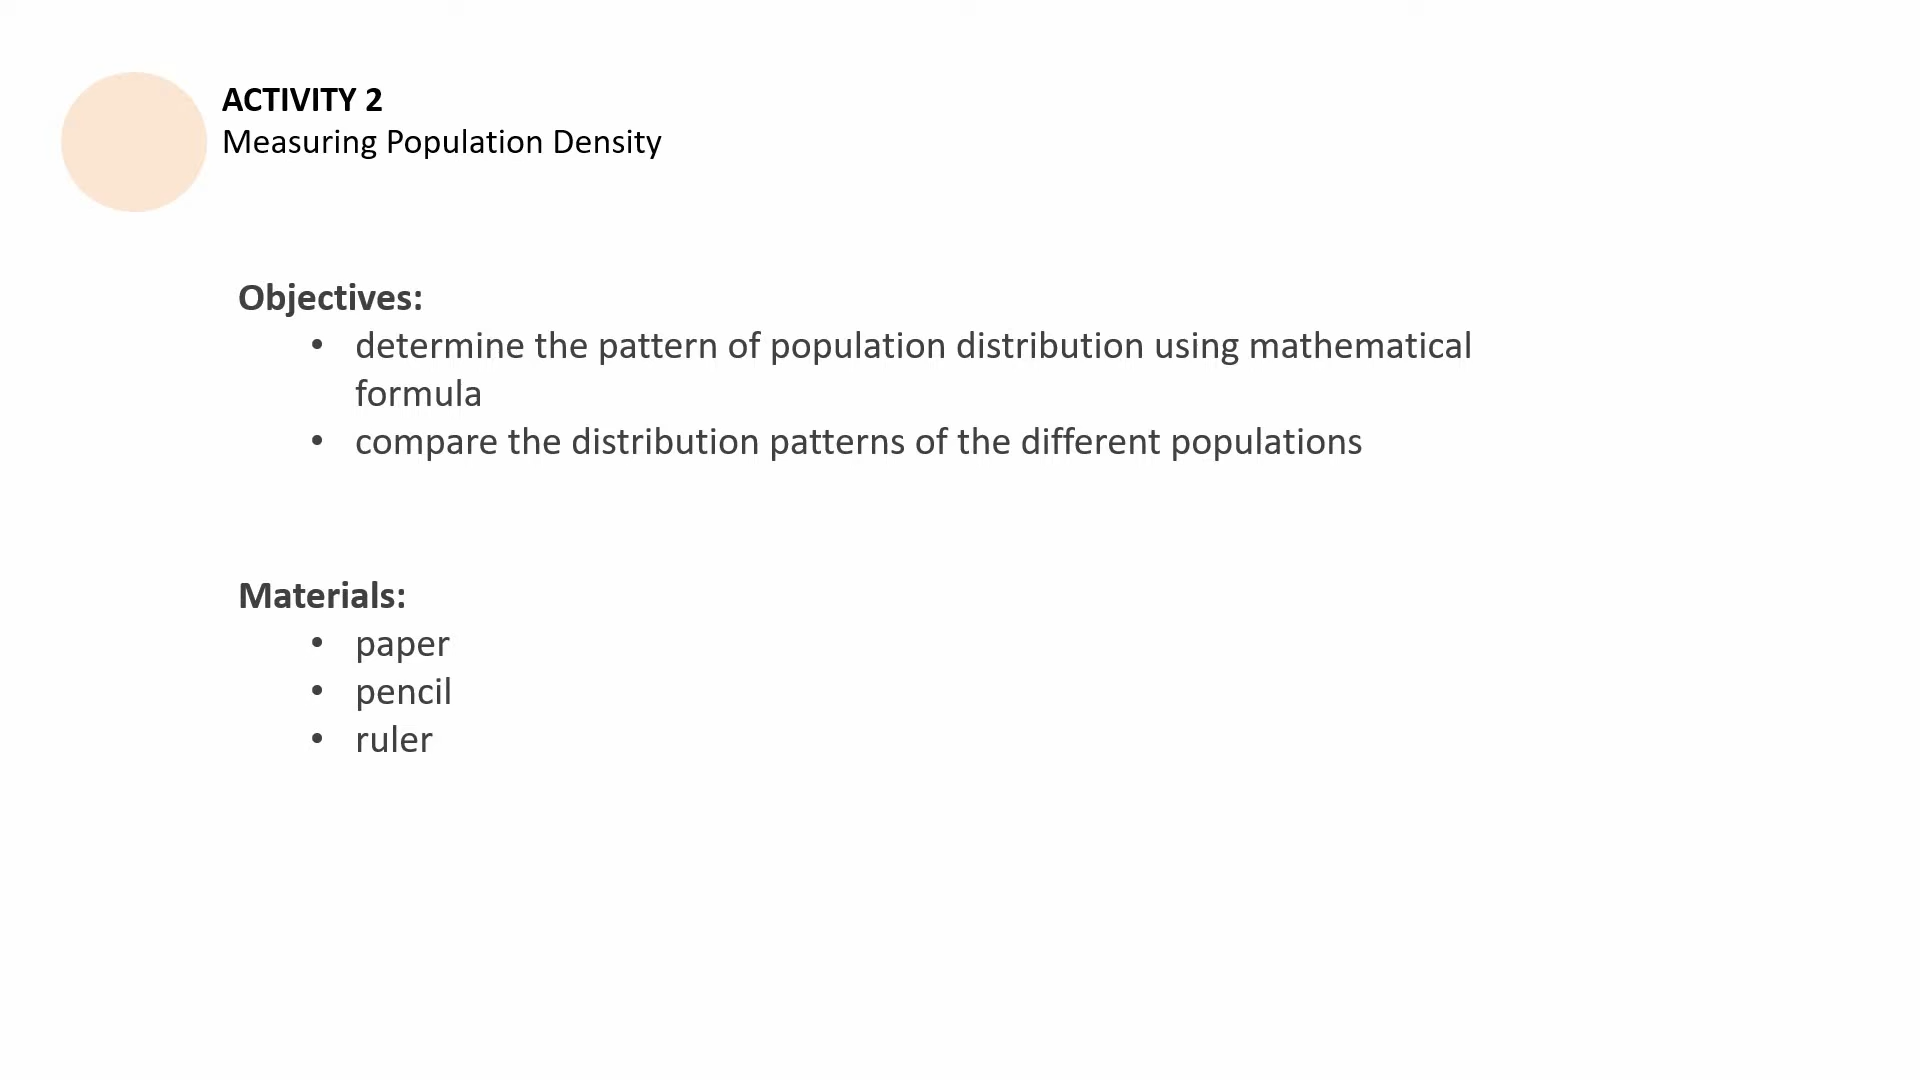 ACTIVITY 2
Measuring Population Density
Objectives:
• determine the pattern of population distribution using mathematical
formula
• compare the distribution patterns of the different populations
Materials:
• paper
• pencil
• ruler